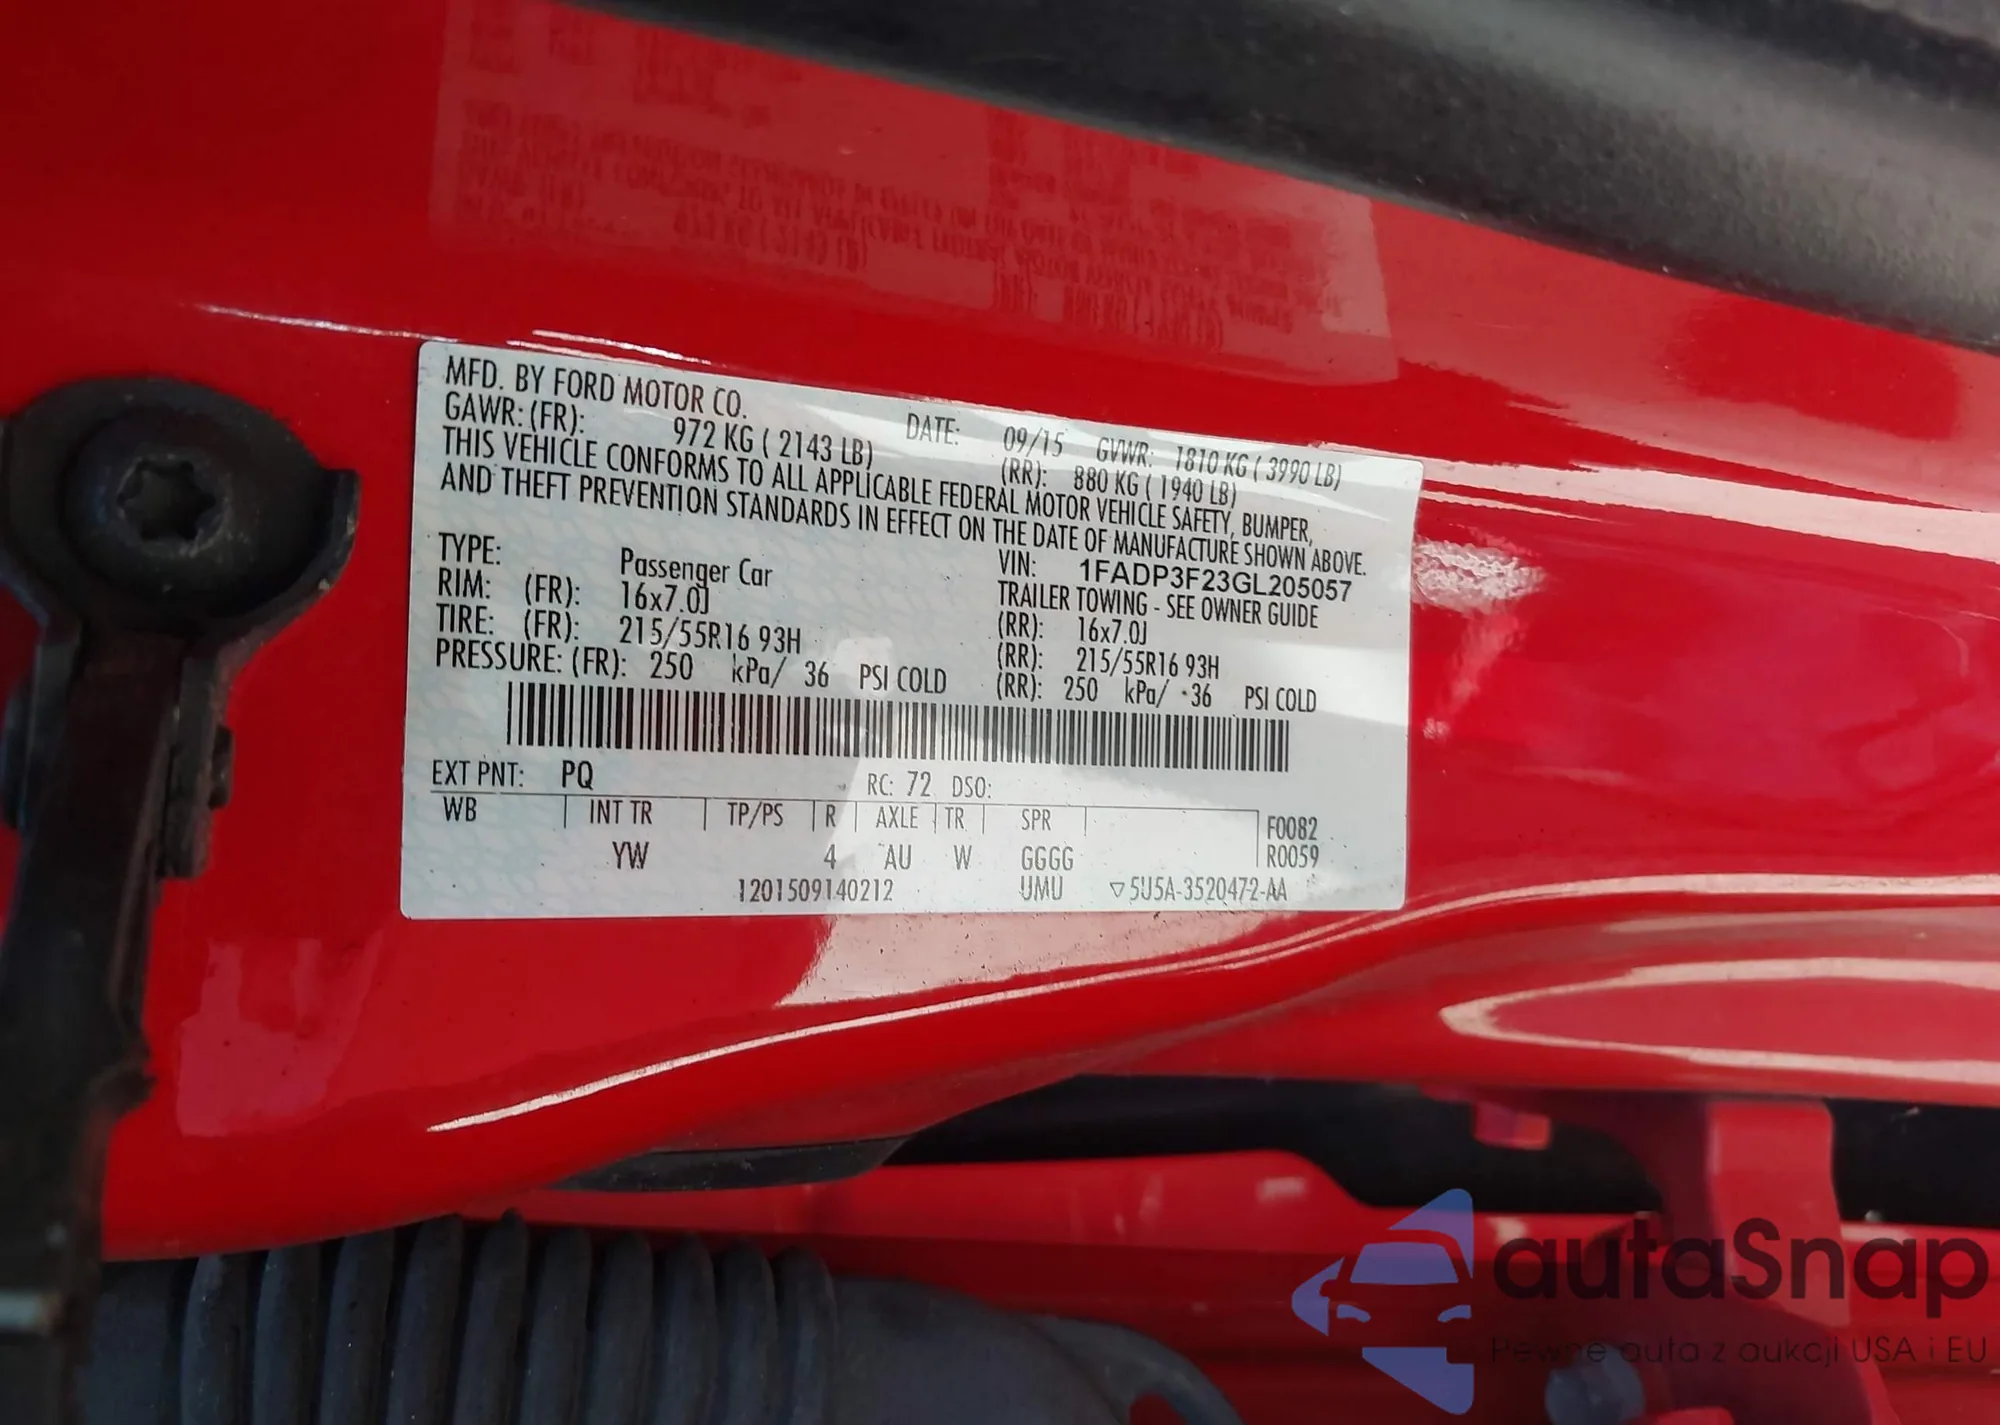 MFD. BY FORD MOTOR CO.
DATE: 09/15 GVWR: 1810 KG ( 3990 LB)
GAWR: (FR): 972 KG ( 2143 LB) (RR): 880 KG ( 1940 LB)
THIS VEHICLE CONFORMS TO ALL APPLICABLE FEDERAL MOTOR VEHICLE SAFETY, BUMPER,
AND THEFT PREVENTION STANDARDS IN EFFECT ON THE DATE OF MANUFACTURE SHOWN ABOVE.
VIN: 1FADP3F23GL205057
TYPE: Passenger Car TRAILER TOWING - SEE OWNER GUIDE
RIM: (FR): 16x7.0J (RR): 16x7.0J
TIRE: (FR): 215/55R16 93H (RR): 215/55R16 93H
PRESSURE: (FR): 250 kPa/ 36 PSI COLD (RR): 250 kPa/ 36 PSI COLD
EXT PNT: PQ RC: 72 DSO:
WB INT TR TP/PS R AXLE TR SPR F0082
YW 4 AU W GGGG R0059
1201509140212 UMU ▽5U5A-3520472-AA
autaSnap
Pewne auta z aukcji USA i EU